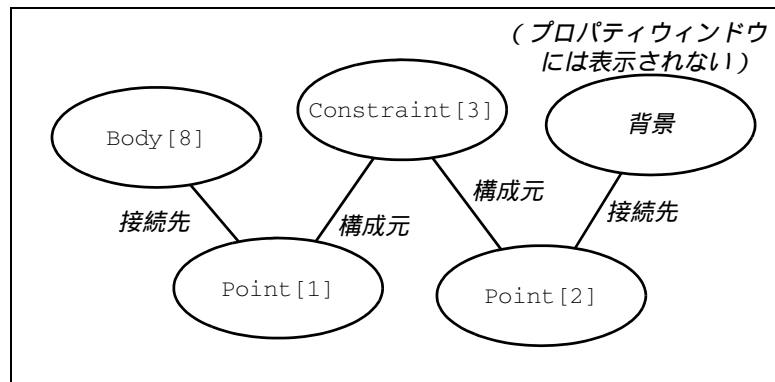 （プロパティウィンドウ
には表示されない）
Constraint[3]
Body[8]
背景
接続先
構成元
構成元
接続先
Point[1]
Point[2]